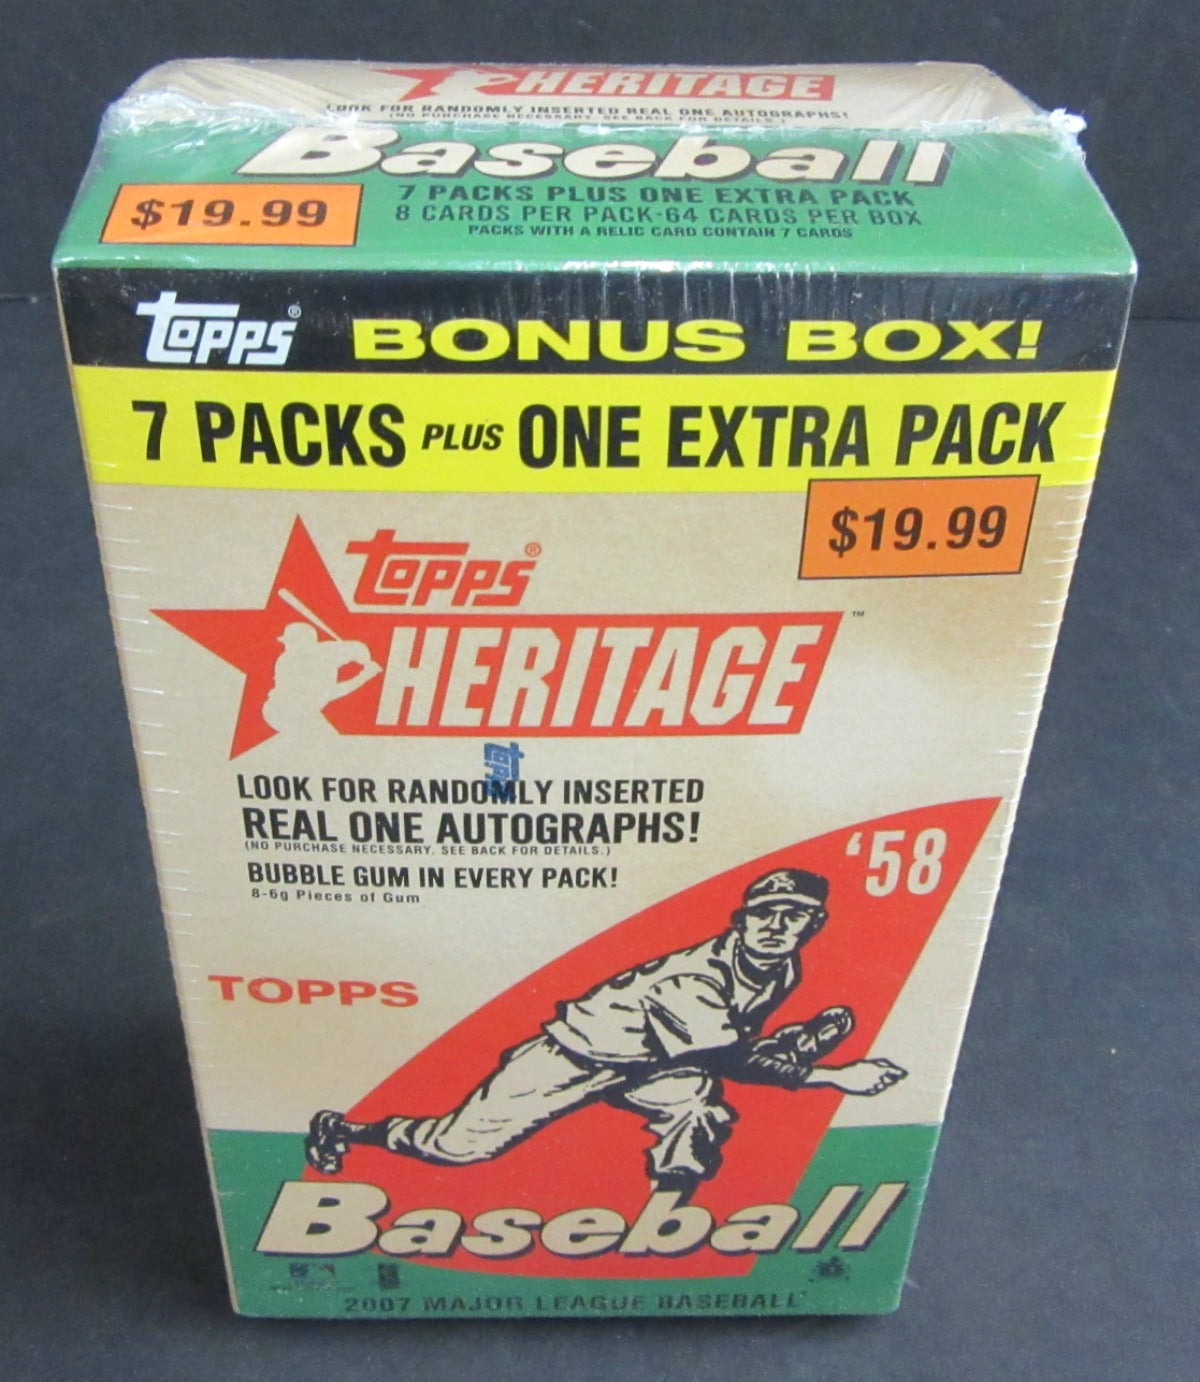 HERITAGE
LOOK FOR RANDOMLY INSERTED REAL ONE AUTOGRAPHS!
(NO PURCHASE NECESSARY. SEE BACK FOR DETAILS.)
Baseball
$19.99
7 PACKS PLUS ONE EXTRA PACK
8 CARDS PER PACK·64 CARDS PER BOX
PACKS WITH A RELIC CARD CONTAIN 7 CARDS
Topps® BONUS BOX!
7 PACKS PLUS ONE EXTRA PACK
$19.99
Topps®
HERITAGE™
Topps
LOOK FOR RANDOMLY INSERTED
REAL ONE AUTOGRAPHS!
(NO PURCHASE NECESSARY. SEE BACK FOR DETAILS.)
BUBBLE GUM IN EVERY PACK!
8-6g Pieces of Gum
'58
TOPPS
Baseball
2007 MAJOR LEAGUE BASEBALL